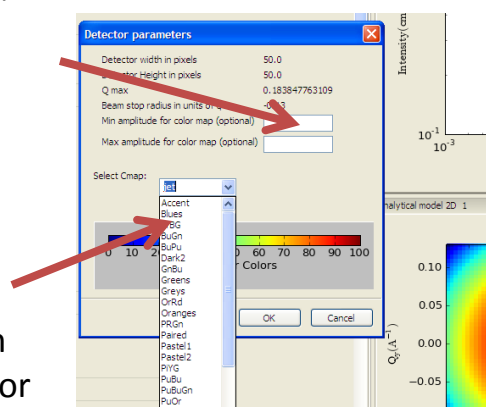 Detector parameters
Detector width in pixels 50.0
Height in pixels 50.0
Q max 0.183847763109
Beam stop radius in units of
Min amplitude for color map (optional)
Max amplitude for color map (optional)
Select Cmap:
jet
Accent
Blues
BuGn
BuPu
Dark2
GnBu
Greens
Greys
OrRd
Oranges
PRGn
Paired
Pastel1
Pastel2
PiYG
PuBu
PuBuGn
PuOr
0 10 60 70 80 90 100
Colors
OK Cancel
Intensity(cm
10⁻¹
10⁻³
nalytical model 2D 1
0.10
0.05
0.00
−0.05
Qy(Å⁻¹)
n
or